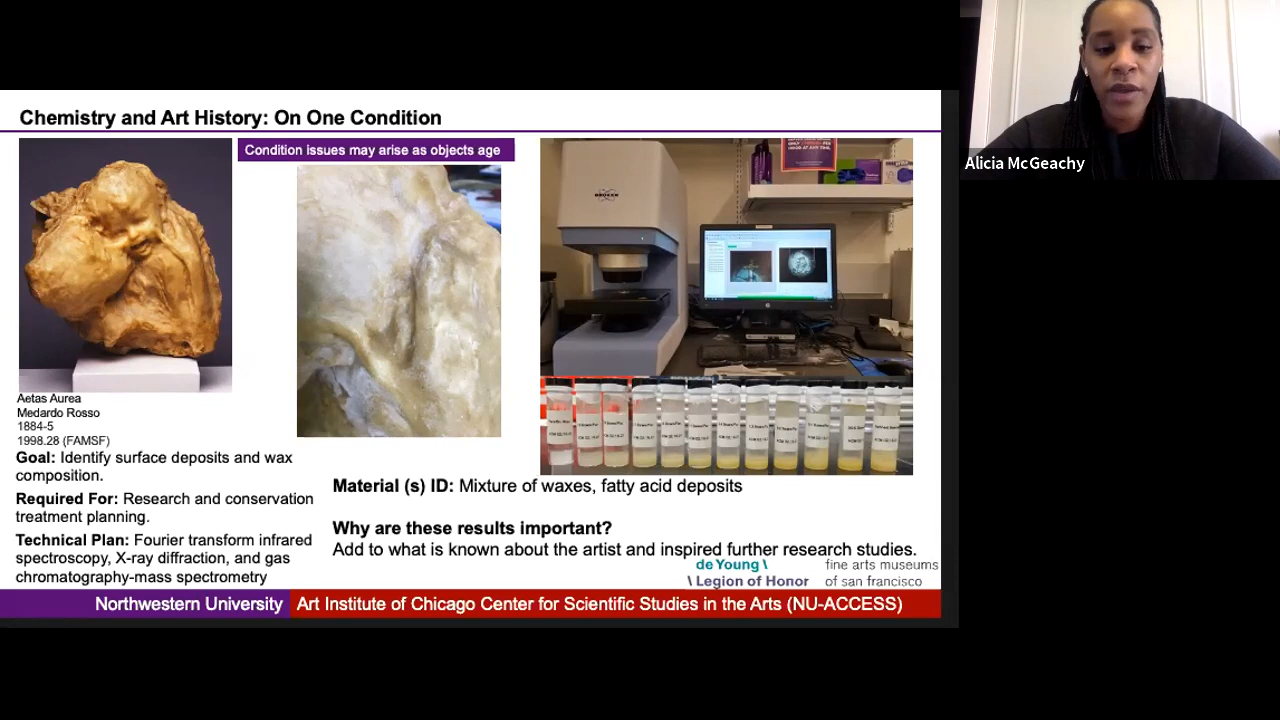 Chemistry and Art History: On One Condition
Condition issues may arise as objects age
Aetas Aurea
Medardo Rosso
1884-5
1998.28 (FAMSF)
Goal: Identify surface deposits and wax
composition.
Required For: Research and conservation
treatment planning.
Technical Plan: Fourier transform infrared
spectroscopy, X-ray diffraction, and gas
chromatography-mass spectrometry
BRUKER
Material (s) ID: Mixture of waxes, fatty acid deposits
Why are these results important?
Add to what is known about the artist and inspired further research studies.
de Young \
\ Legion of Honor
fine arts museums
of san francisco
Northwestern University
Art Institute of Chicago Center for Scientific Studies in the Arts (NU-ACCESS)
Alicia McGeachy